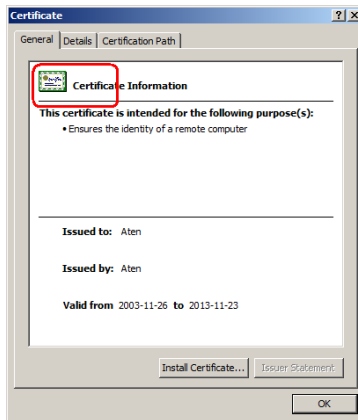 Certificate
General Details Certification Path
Certificate Information
This certificate is intended for the following purpose(s):
• Ensures the identity of a remote computer
Issued to: Aten
Issued by: Aten
Valid from 2003-11-26 to 2013-11-23
Install Certificate... Issuer Statement
OK